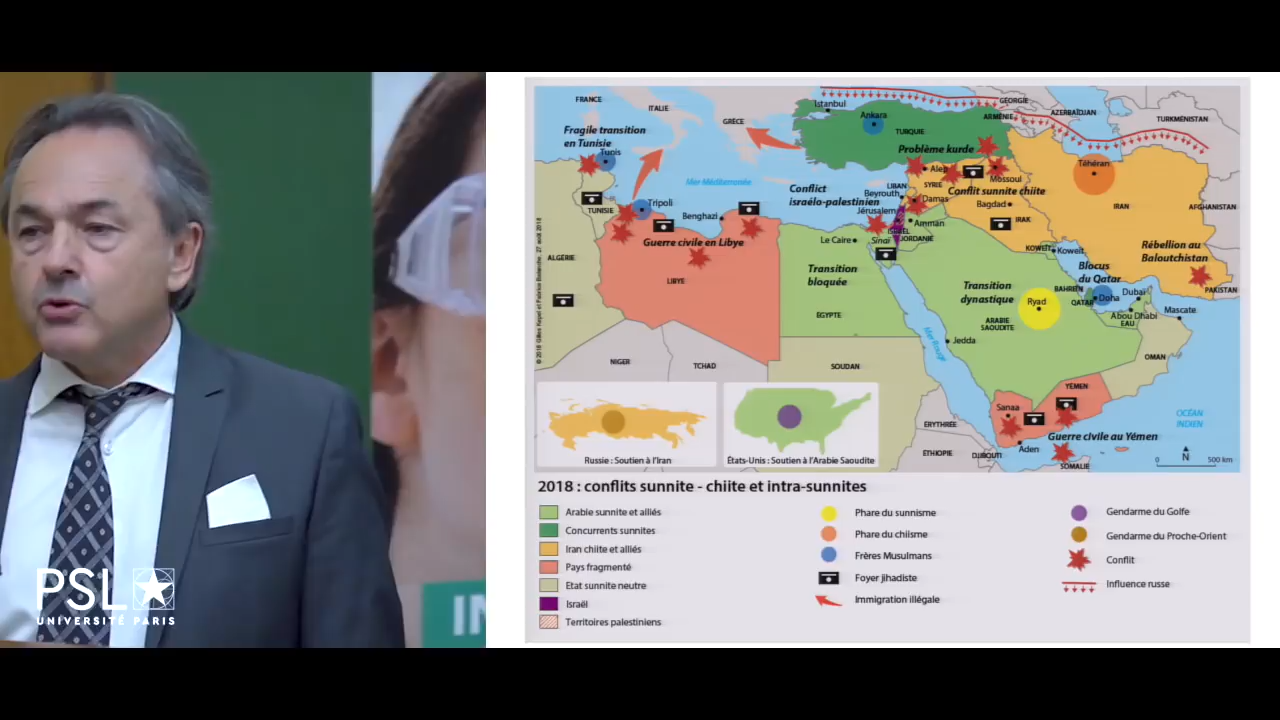 PSL
UNIVERSITÉ PARIS
IN
FRANCE
ITALIE
GRÈCE
Istanbul
Ankara
TURQUIE
GÉORGIE
ARMÉNIE
AZERBAÏDJAN
TURKMÉNISTAN
Fragile transition
en Tunisie
Tunis
TUNISIE
Mer Méditerranée
Problème kurde
Alep
SYRIE
Mossoul
Téhéran
Conflict
israélo-palestinien
LIBAN
Beyrouth
Damas
Conflit sunnite chiite
Bagdad
IRAK
IRAN
AFGHANISTAN
Tripoli
Benghazi
Jérusalem
Amman
ISRAËL
JORDANIE
Le Caire
Sinaï
Guerre civile en Libye
LIBYE
ALGÉRIE
KOWEÏT
Koweït
Rébellion au
Baloutchistan
PAKISTAN
Transition
bloquée
EGYPTE
Transition
dynastique
Ryad
ARABIE
SAOUDITE
Blocus
du Qatar
BAHREIN
QATAR
Doha
Dubaï
Abou Dhabi
EAU
Mascate
OMAN
Mer Rouge
Jedda
NIGER
TCHAD
SOUDAN
YÉMEN
Sanaa
Aden
Guerre civile au Yémen
ERYTHRÉE
ÉTHIOPIE
DJIBOUTI
SOMALIE
OCÉAN
INDIEN
N
0 500 km
Russie : Soutien à l'Iran
États-Unis : Soutien à l'Arabie Saoudite
2018 : conflits sunnite - chiite et intra-sunnites
Arabie sunnite et alliés
Concurrents sunnites
Iran chiite et alliés
Pays fragmenté
Etat sunnite neutre
Israël
Territoires palestiniens
Phare du sunnisme
Phare du chiisme
Frères Musulmans
Foyer jihadiste
Immigration illégale
Gendarme du Golfe
Gendarme du Proche-Orient
Conflit
Influence russe